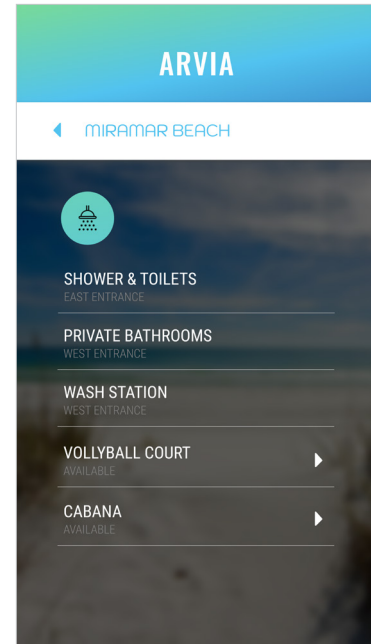 ARVIA
MIRAMAR BEACH
SHOWER & TOILETS
EAST ENTRANCE
PRIVATE BATHROOMS
WEST ENTRANCE
WASH STATION
WEST ENTRANCE
VOLLYBALL COURT
AVAILABLE
CABANA
AVAILABLE